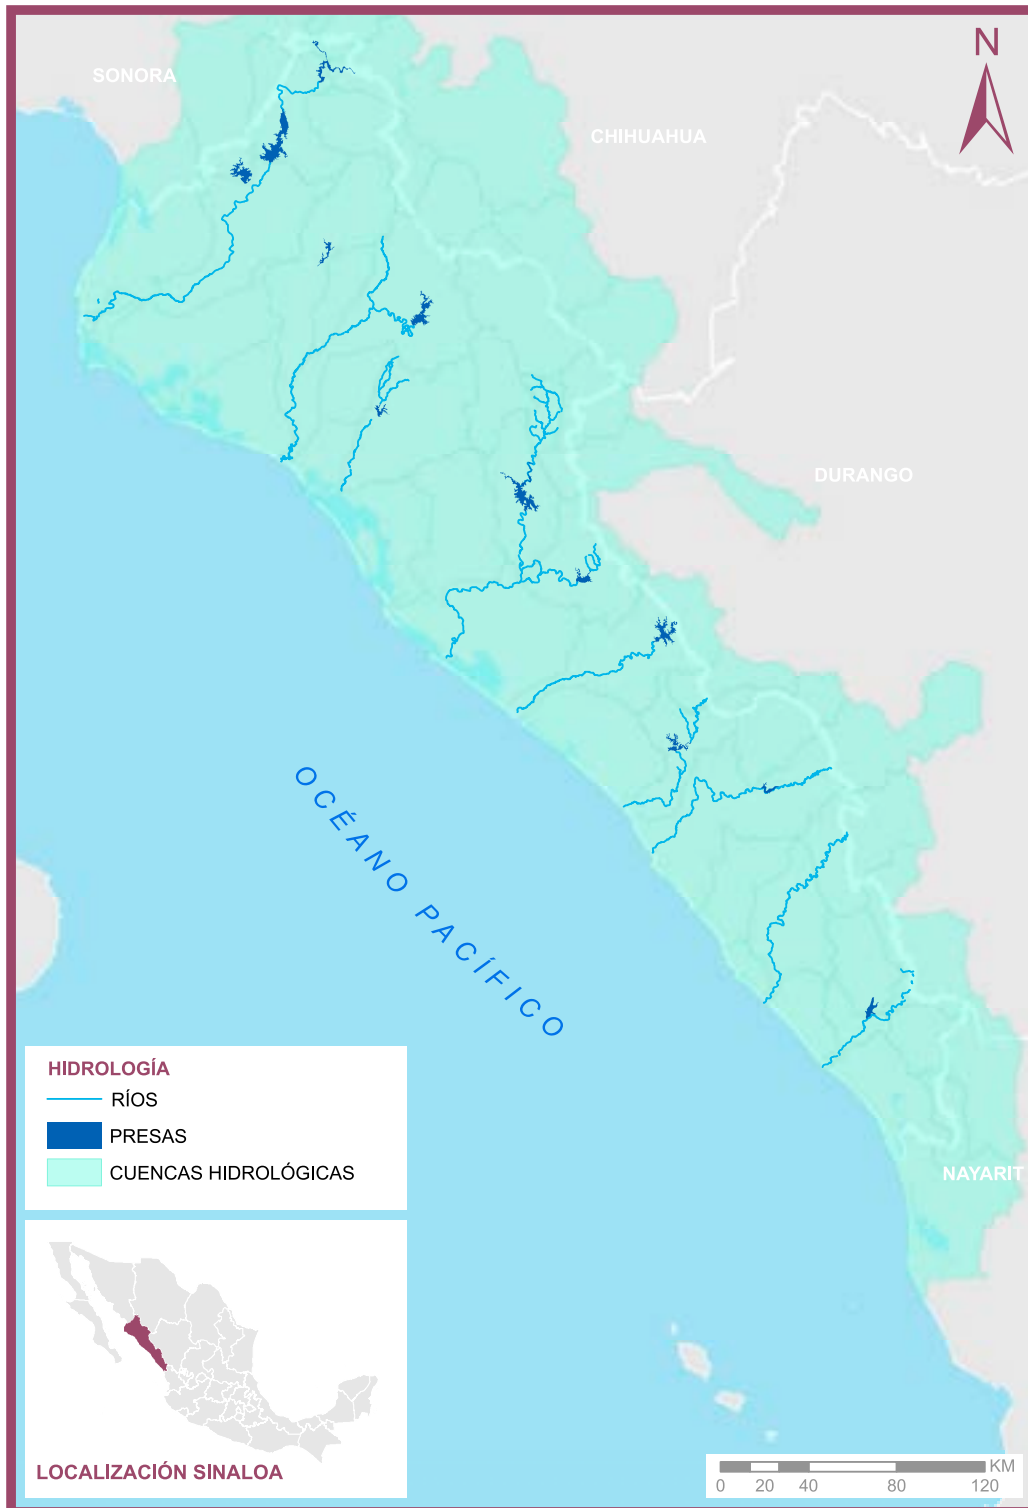 N
SONORA
CHIHUAHUA
DURANGO
OCÉANO PACÍFICO
HIDROLOGÍA
RÍOS
PRESAS
CUENCAS HIDROLÓGICAS
NAYARIT
LOCALIZACIÓN SINALOA
KM
0 20 40 80 120